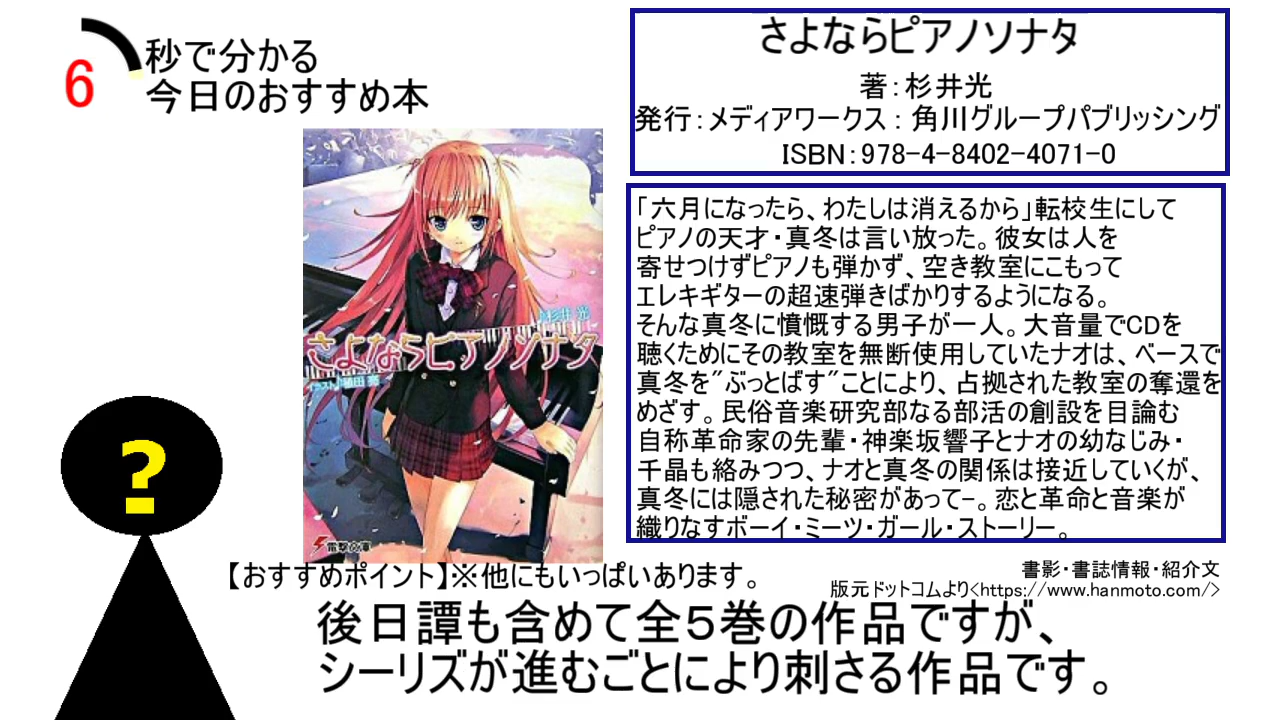 6
秒で分かる
今日のおすすめ本
さよならピアノソナタ
著：杉井光
発行：メディアワークス：角川グループパブリッシング
ISBN：978-4-8402-4071-0
杉井 光
さよならピアノソナタ
イラスト/植田 亮
電撃文庫
「六月になったら、わたしは消えるから」転校生にして
ピアノの天才・真冬は言い放った。彼女は人を
寄せつけずピアノも弾かず、空き教室にこもって
エレキギターの超速弾きばかりするようになる。
そんな真冬に憤慨する男子が一人。大音量でCDを
聴くためにその教室を無断使用していたナオは、ベースで
真冬を"ぶっとばす"ことにより、占拠された教室の奪還を
めざす。民俗音楽研究部なる部活の創設を目論む
自称革命家の先輩・神楽坂響子とナオの幼なじみ・
千晶も絡みつつ、ナオと真冬の関係は接近していくが、
真冬には隠された秘密があって−。恋と革命と音楽が
織りなすボーイ・ミーツ・ガール・ストーリー。
?
【おすすめポイント】※他にもいっぱいあります。
書影・書誌情報・紹介文
版元ドットコムより<https://www.hanmoto.com/>
後日譚も含めて全５巻の作品ですが、
シーリズが進むごとにより刺さる作品です。